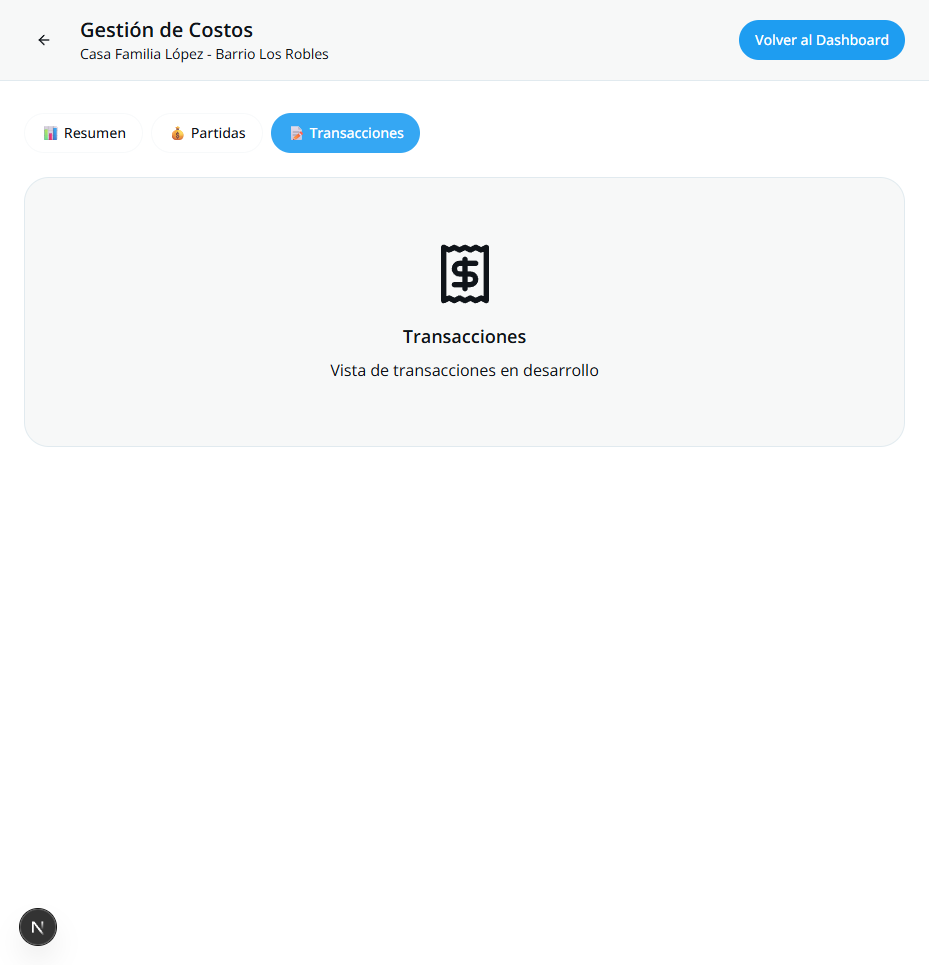 Gestión de Costos
Casa Familia López - Barrio Los Robles
Volver al Dashboard
Resumen
Partidas
Transacciones
Transacciones
Vista de transacciones en desarrollo
N